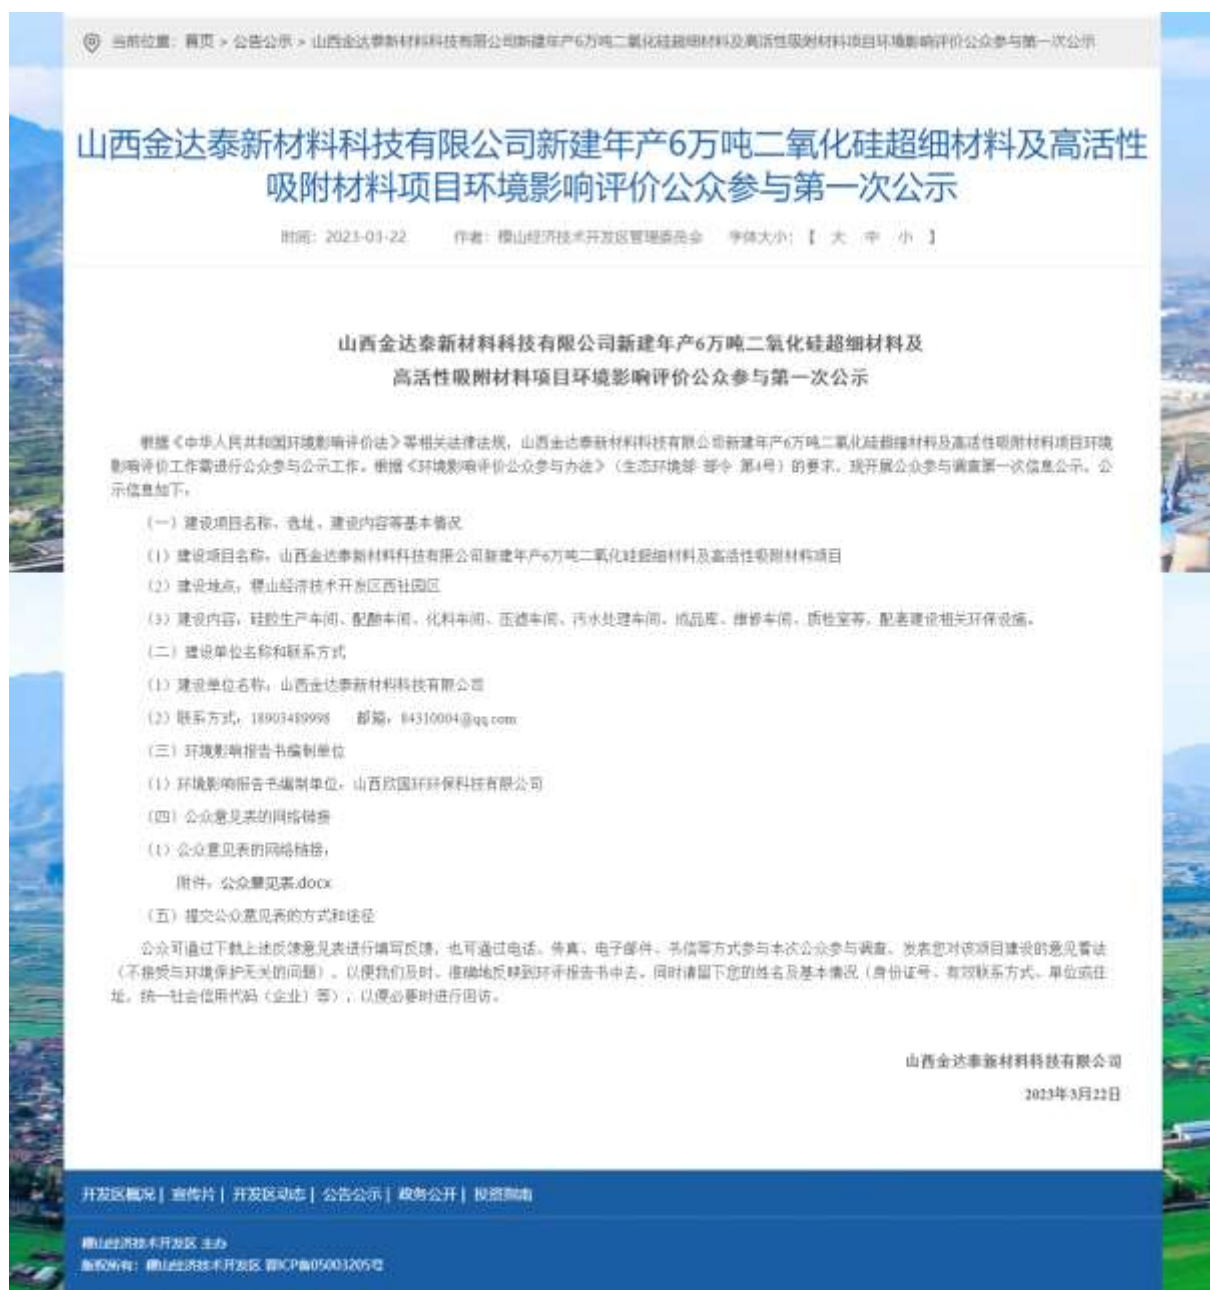 当前位置：首页 > 公告公示 > 山西金达泰新材料科技有限公司新建年产6万吨二氧化硅超细材料及高活性吸附材料项目环境影响评价公众参与第一次公示
山西金达泰新材料科技有限公司新建年产6万吨二氧化硅超细材料及高活性
吸附材料项目环境影响评价公众参与第一次公示
时间：2023-03-22 作者：稷山经济技术开发区管理委员会 字体大小：【 大 中 小 】
山西金达泰新材料科技有限公司新建年产6万吨二氧化硅超细材料及
高活性吸附材料项目环境影响评价公众参与第一次公示
根据《中华人民共和国环境影响评价法》等相关法律法规，山西金达泰新材料科技有限公司新建年产6万吨二氧化硅超细材料及高活性吸附材料项目环境
影响评价工作需进行公众参与公示工作。根据《环境影响评价公众参与办法》（生态环境部 部令 第4号）的要求，现开展公众参与调查第一次信息公示。公
示信息如下。
（一）建设项目名称、选址、建设内容等基本情况
（1）建设项目名称：山西金达泰新材料科技有限公司新建年产6万吨二氧化硅超细材料及高活性吸附材料项目
（2）建设地点：稷山经济技术开发区西社园区
（3）建设内容：硅胶生产车间、配酸车间、化料车间、压滤车间、污水处理车间、成品库、维修车间、质检室等，配套建设相关环保设施。
（二）建设单位名称和联系方式
（1）建设单位名称：山西金达泰新材料科技有限公司
（2）联系方式：18903489998 邮箱：84310004@qq.com
（三）环境影响报告书编制单位
（1）环境影响报告书编制单位：山西欣国环环保科技有限公司
（四）公众意见表的网络链接
（1）公众意见表的网络链接：
附件：公众意见表.docx
（五）提交公众意见表的方式和途径
公众可通过下载上述反馈意见表进行填写反馈，也可通过电话、传真、电子邮件、书信等方式参与本次公众参与调查，发表您对该项目建设的意见看法
（不接受与环境保护无关的问题），以便我们及时、准确地反映到环评报告书中去。同时请留下您的姓名及基本情况（身份证号、有效联系方式、单位或住
址，统一社会信用代码（企业）等），以便必要时进行回访。
山西金达泰新材料科技有限公司
2023年3月22日
开发区概况 | 宣传片 | 开发区动态 | 公告公示 | 政务公开 | 投资指南
稷山经济技术开发区 主办
版权所有：稷山经济技术开发区 晋ICP备05003205号